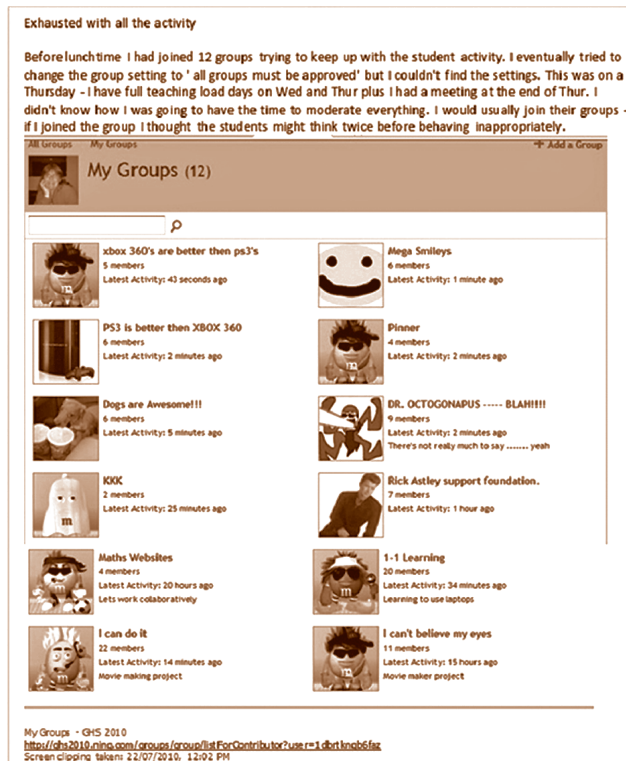 Exhausted with all the activity
Before lunchtime I had joined 12 groups trying to keep up with the student activity. I eventually tried to
change the group setting to ' all groups must be approved' but I couldn't find the settings. This was on a
Thursday - I have full teaching load days on Wed and Thur plus I had a meeting at the end of Thur. I
didn't know how I was going to have the time to moderate everything. I would usually join their groups -
if I joined the group I thought the students might think twice before behaving inappropriately.
All Groups My Groups + Add a Group
My Groups (12)
xbox 360's are better then ps3's
5 members
Latest Activity: 43 seconds ago
Mega Smileys
6 members
Latest Activity: 1 minute ago
PS3 is better then XBOX 360
6 members
Latest Activity: 2 minutes ago
Pinner
4 members
Latest Activity: 2 minutes ago
Dogs are Awesome!!!
6 members
Latest Activity: 5 minutes ago
DR. OCTOGONAPUS ----- BLAH!!!!
9 members
Latest Activity: 2 minutes ago
There's not really much to say ........ yeah
KKK
2 members
Latest Activity: 25 minutes ago
Rick Astley support foundation.
7 members
Latest Activity: 1 hour ago
Maths Websites
4 members
Latest Activity: 20 hours ago
Lets work colaboratively
1-1 Learning
20 members
Latest Activity: 34 minutes ago
Learning to use laptops
I can do it
22 members
Latest Activity: 14 minutes ago
Movie making project
I can't believe my eyes
11 members
Latest Activity: 15 hours ago
Movie maker project
My Groups - GHS 2010
http://ghs2010.ning.com/groups/group/listForContributor?user=1dbrtknqb6faz
Screen clipping taken: 22/07/2010, 12:02 PM